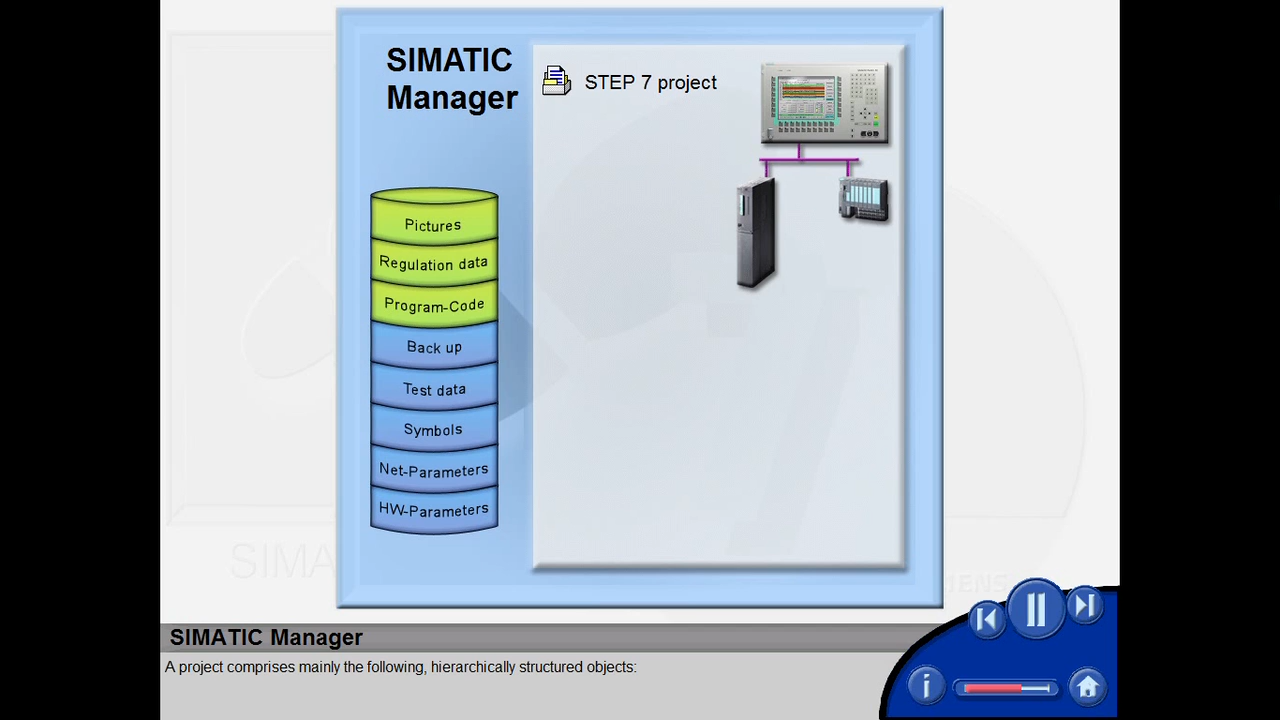 SIMATIC
Manager
STEP 7 project
Pictures
Regulation data
Program-Code
Back up
Test data
Symbols
Net-Parameters
HW-Parameters
SIMA
SIMATIC Manager
A project comprises mainly the following, hierarchically structured objects: